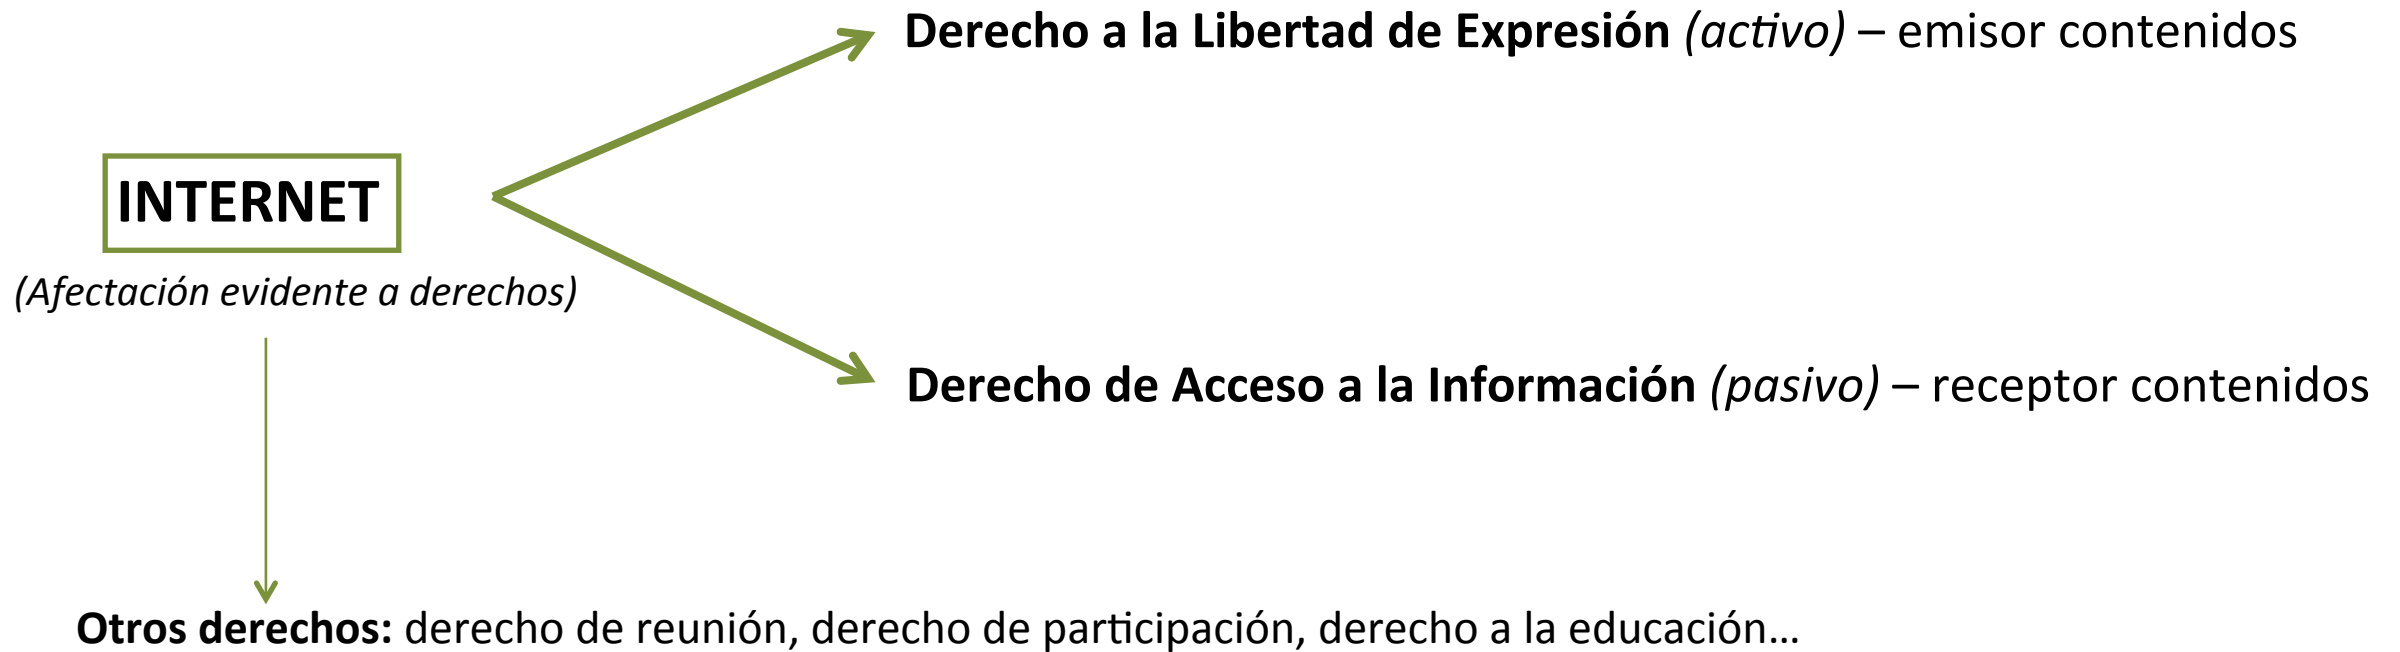 Derecho a la Libertad de Expresión (activo) – emisor contenidos
INTERNET
(Afectación evidente a derechos)
Derecho de Acceso a la Información (pasivo) – receptor contenidos
Otros derechos: derecho de reunión, derecho de participación, derecho a la educación…